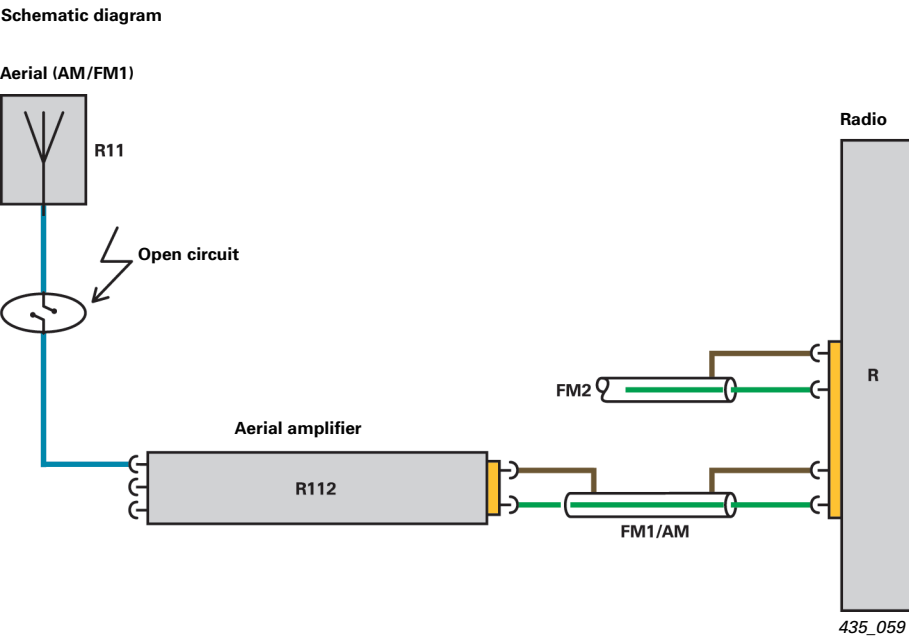 Schematic diagram
Aerial (AM/FM1)
Radio
R11
Open circuit
R
FM2
Aerial amplifier
R112
FM1/AM
435_059